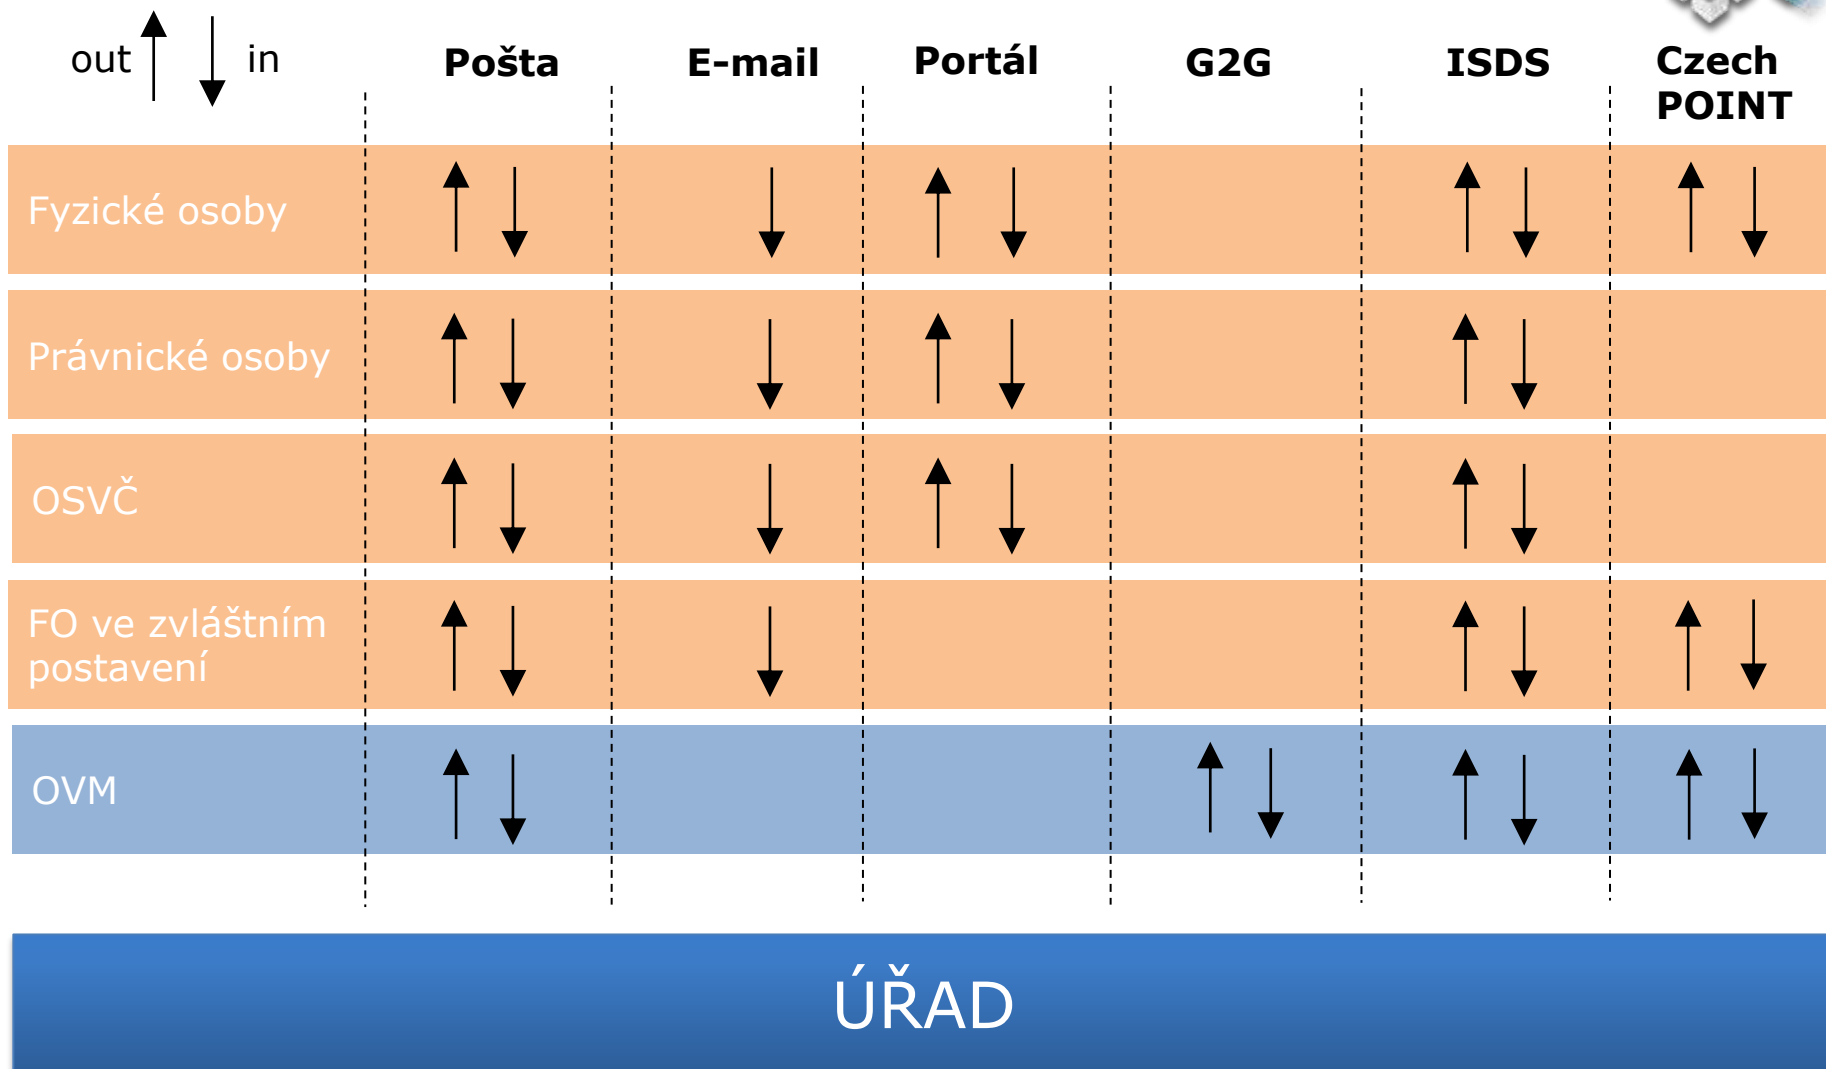 out in
Pošta
E-mail
Portál
G2G
ISDS
Czech
POINT
Fyzické osoby
Právnické osoby
OSVČ
FO ve zvláštním
postavení
OVM
ÚŘAD